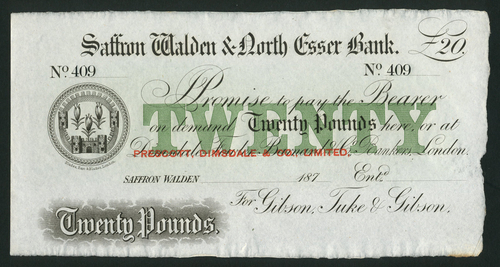 Saffron Walden & North Essex Bank. £20.
No. 409 No. 409
I Promise to pay the Bearer
TWENTY
on demand Twenty Pounds here, or at
London.
PRESCOTT, DIMSDALE & CO. LIMITED.
SAFFRON WALDEN 187 Entd.
For Gibson, Tuke & Gibson.
Twenty Pounds.